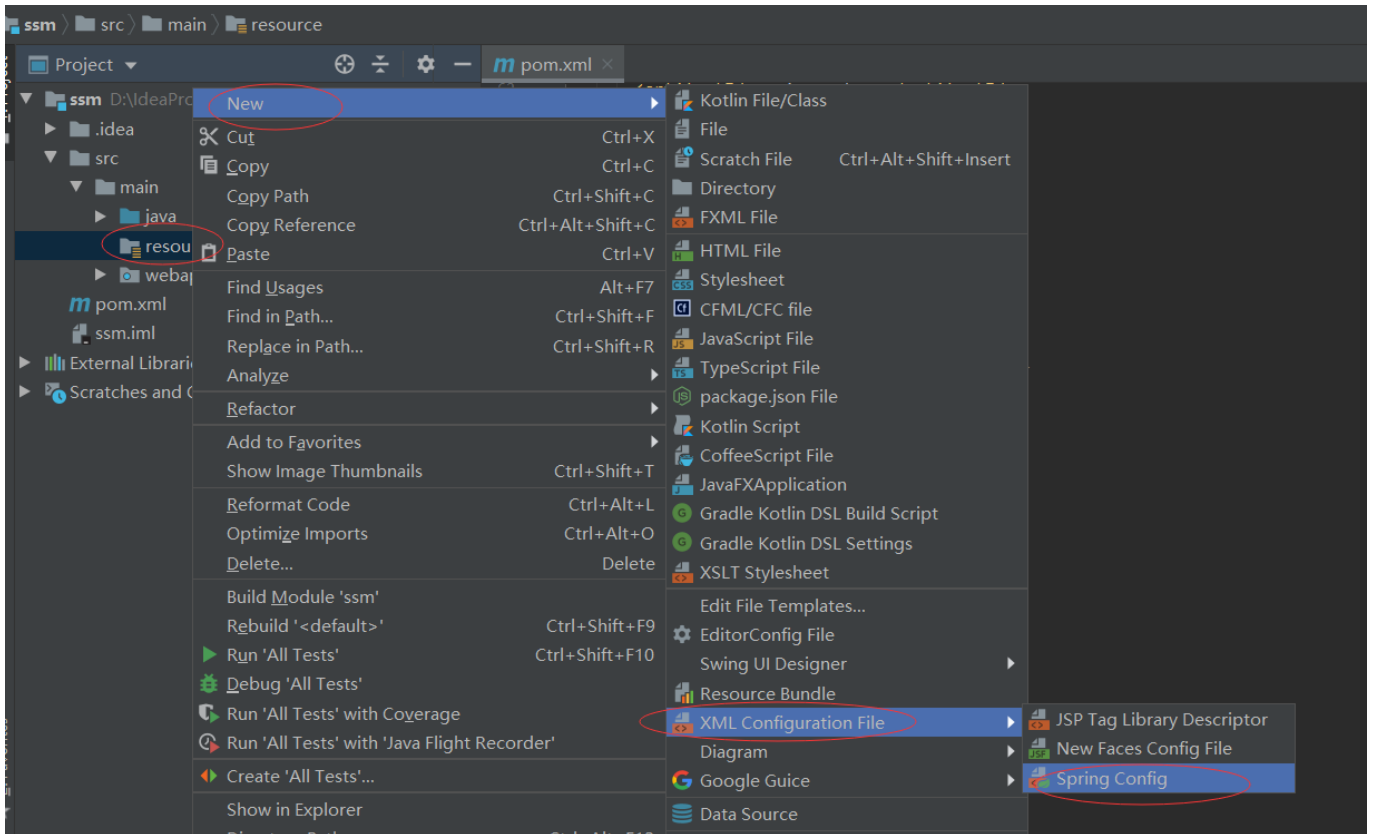 ssm src main resource
Project
pom.xml
ssm D:\IdeaPrc
.idea
src
main
java
resou
webap
pom.xml
ssm.iml
External Librari
Scratches and C
New
Cut Ctrl+X
Copy Ctrl+C
Copy Path Ctrl+Shift+C
Copy Reference Ctrl+Alt+Shift+C
Paste Ctrl+V
Find Usages Alt+F7
Find in Path... Ctrl+Shift+F
Replace in Path... Ctrl+Shift+R
Analyze
Refactor
Add to Favorites
Show Image Thumbnails Ctrl+Shift+T
Reformat Code Ctrl+Alt+L
Optimize Imports Ctrl+Alt+O
Delete... Delete
Build Module 'ssm'
Rebuild '<default>' Ctrl+Shift+F9
Run 'All Tests' Ctrl+Shift+F10
Debug 'All Tests'
Run 'All Tests' with Coverage
Run 'All Tests' with 'Java Flight Recorder'
Create 'All Tests'...
Show in Explorer
Kotlin File/Class
File
Scratch File Ctrl+Alt+Shift+Insert
Directory
FXML File
HTML File
Stylesheet
CFML/CFC file
JavaScript File
TypeScript File
package.json File
Kotlin Script
CoffeeScript File
JavaFXApplication
Gradle Kotlin DSL Build Script
Gradle Kotlin DSL Settings
XSLT Stylesheet
Edit File Templates...
EditorConfig File
Swing UI Designer
Resource Bundle
XML Configuration File
Diagram
Google Guice
Data Source
JSP Tag Library Descriptor
New Faces Config File
Spring Config